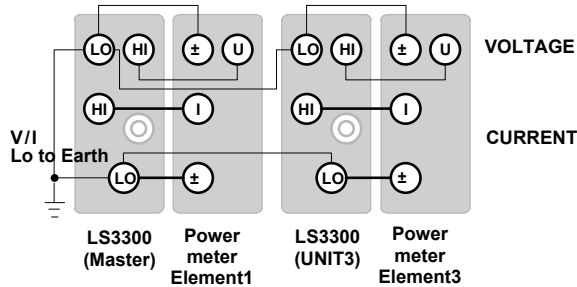 LO HI ± U LO HI ± U VOLTAGE
HI I HI I
V/I
Lo to Earth
CURRENT
LO ± LO ±
LS3300
(Master)
Power
meter
Element1
LS3300
(UNIT3)
Power
meter
Element3